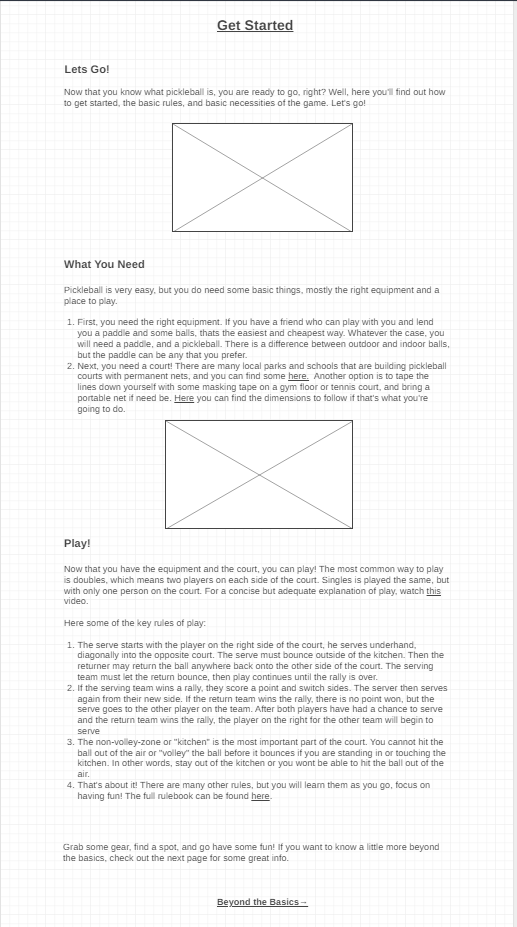 Get Started
Lets Go!
Now that you know what pickleball is, you are ready to go, right? Well, here you'll find out how
to get started, the basic rules, and basic necessities of the game. Let's go!
What You Need
Pickleball is very easy, but you do need some basic things, mostly the right equipment and a
place to play.
1. First, you need the right equipment. If you have a friend who can play with you and lend
you a paddle and some balls, thats the easiest and cheapest way. Whatever the case, you
will need a paddle, and a pickleball. There is a difference between outdoor and indoor balls,
but the paddle can be any that you prefer.
2. Next, you need a court! There are many local parks and schools that are building pickleball
courts with permanent nets, and you can find some here. Another option is to tape the
lines down yourself with some masking tape on a gym floor or tennis court, and bring a
portable net if need be. Here you can find the dimensions to follow if that's what you're
going to do.
Play!
Now that you have the equipment and the court, you can play! The most common way to play
is doubles, which means two players on each side of the court. Singles is played the same, but
with only one person on the court. For a concise but adequate explanation of play, watch this
video.
Here some of the key rules of play:
1. The serve starts with the player on the right side of the court, he serves underhand,
diagonally into the opposite court. The serve must bounce outside of the kitchen. Then the
returner may return the ball anywhere back onto the other side of the court. The serving
team must let the return bounce, then play continues until the rally is over.
2. If the serving team wins a rally, they score a point and switch sides. The server then serves
again from their new side. If the return team wins the rally, there is no point won, but the
serve goes to the other player on the team. After both players have had a chance to serve
and the return team wins the rally, the player on the right for the other team will begin to
serve
3. The non-volley-zone or "kitchen" is the most important part of the court. You cannot hit the
ball out of the air or "volley" the ball before it bounces if you are standing in or touching the
kitchen. In other words, stay out of the kitchen or you wont be able to hit the ball out of the
air.
4. That's about it! There are many other rules, but you will learn them as you go, focus on
having fun! The full rulebook can be found here.
Grab some gear, find a spot, and go have some fun! If you want to know a little more beyond
the basics, check out the next page for some great info.
Beyond the Basics→